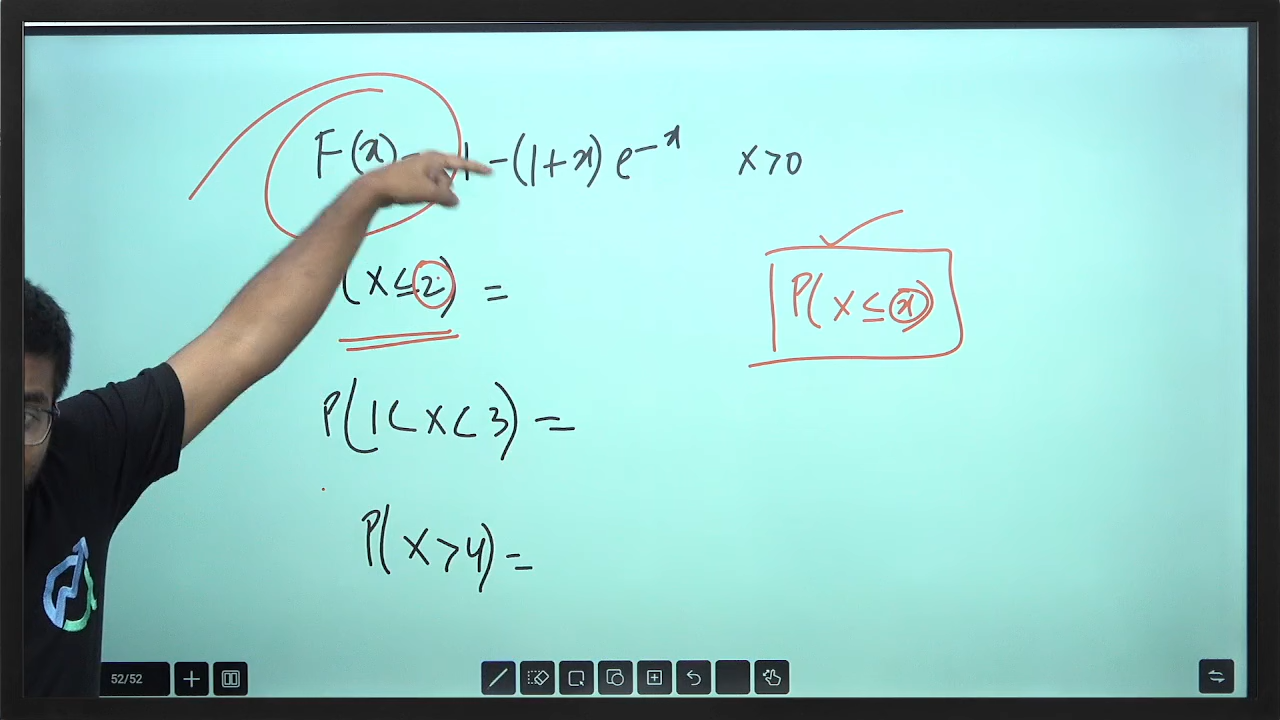 F(x) = 1 - (1+x) e^{-x} x>0
(X≤2) =
P(X≤x)
P(1<X<3) =
P(X>4) =
52/52